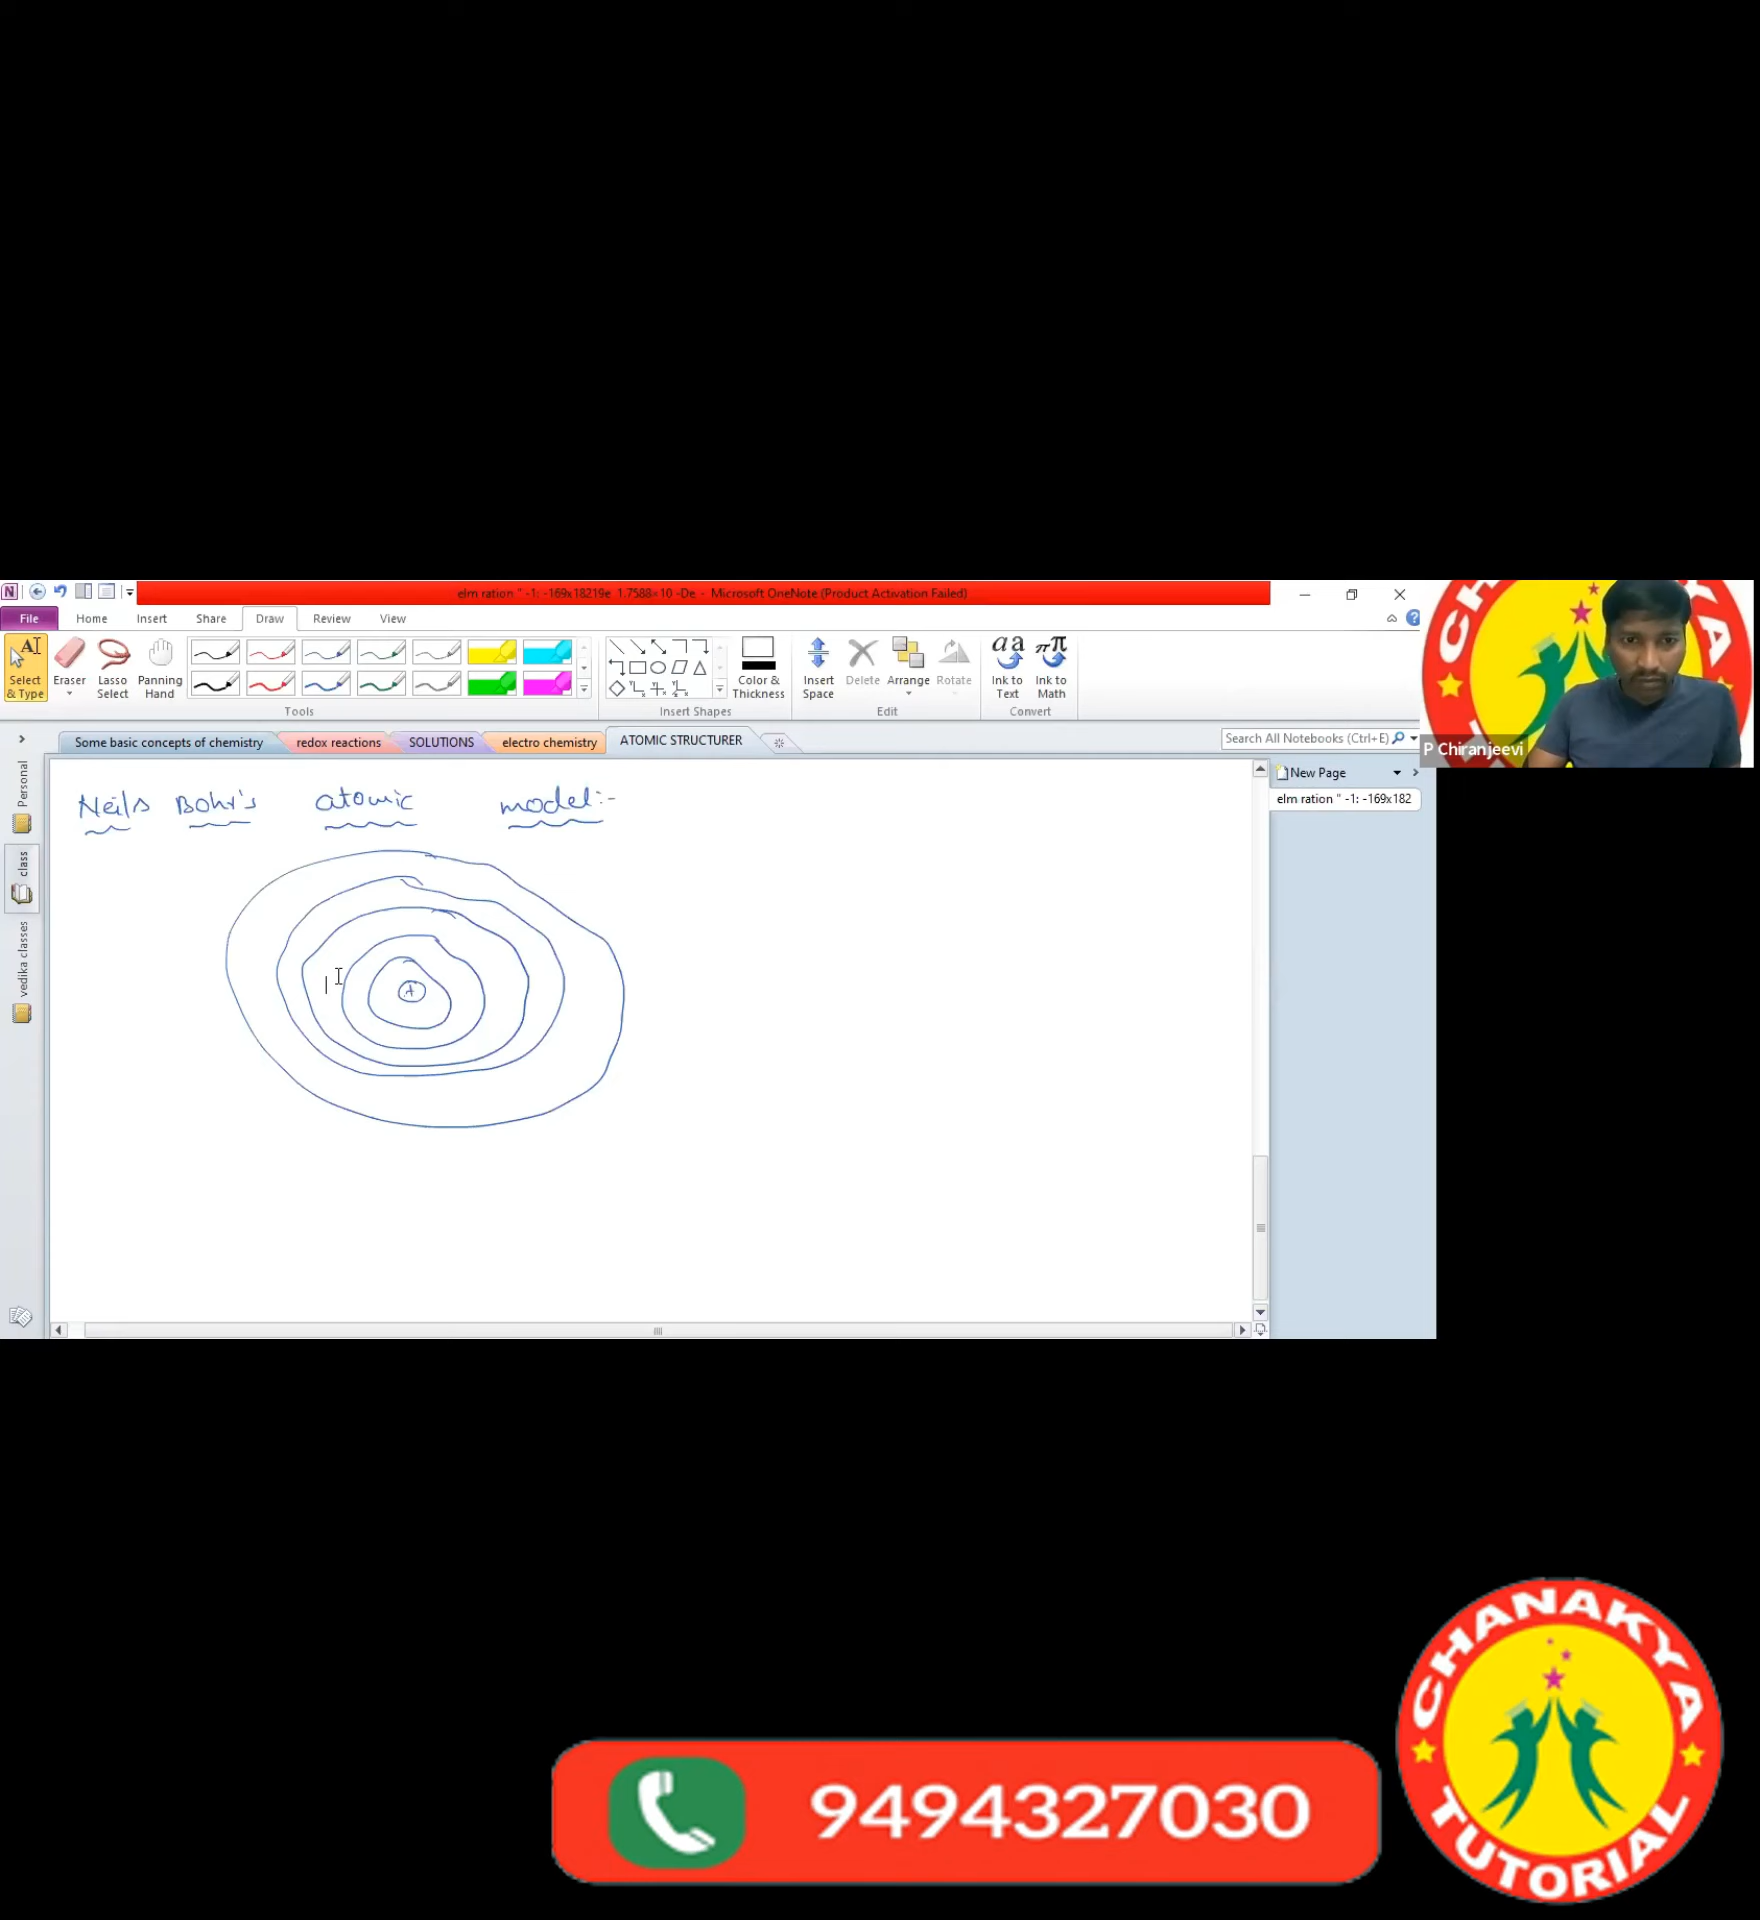 elm ration " -1: -169x18219e 1.7588×10 -De - Microsoft OneNote (Product Activation Failed)
File Home Insert Share Draw Review View
Select & Type Eraser Lasso Select Panning Hand Color & Thickness Insert Space Delete Arrange Rotate Ink to Text Ink to Math
Tools Insert Shapes Edit Convert
Some basic concepts of chemistry redox reactions SOLUTIONS electro chemistry ATOMIC STRUCTURER Search All Notebooks (Ctrl+E)
P Chiranjeevi
New Page
elm ration " -1: -169x182
Personal
class
vedika classes
Neils Bohr's atomic model:-
+
CHANAKYA
TUTORIAL
9494327030